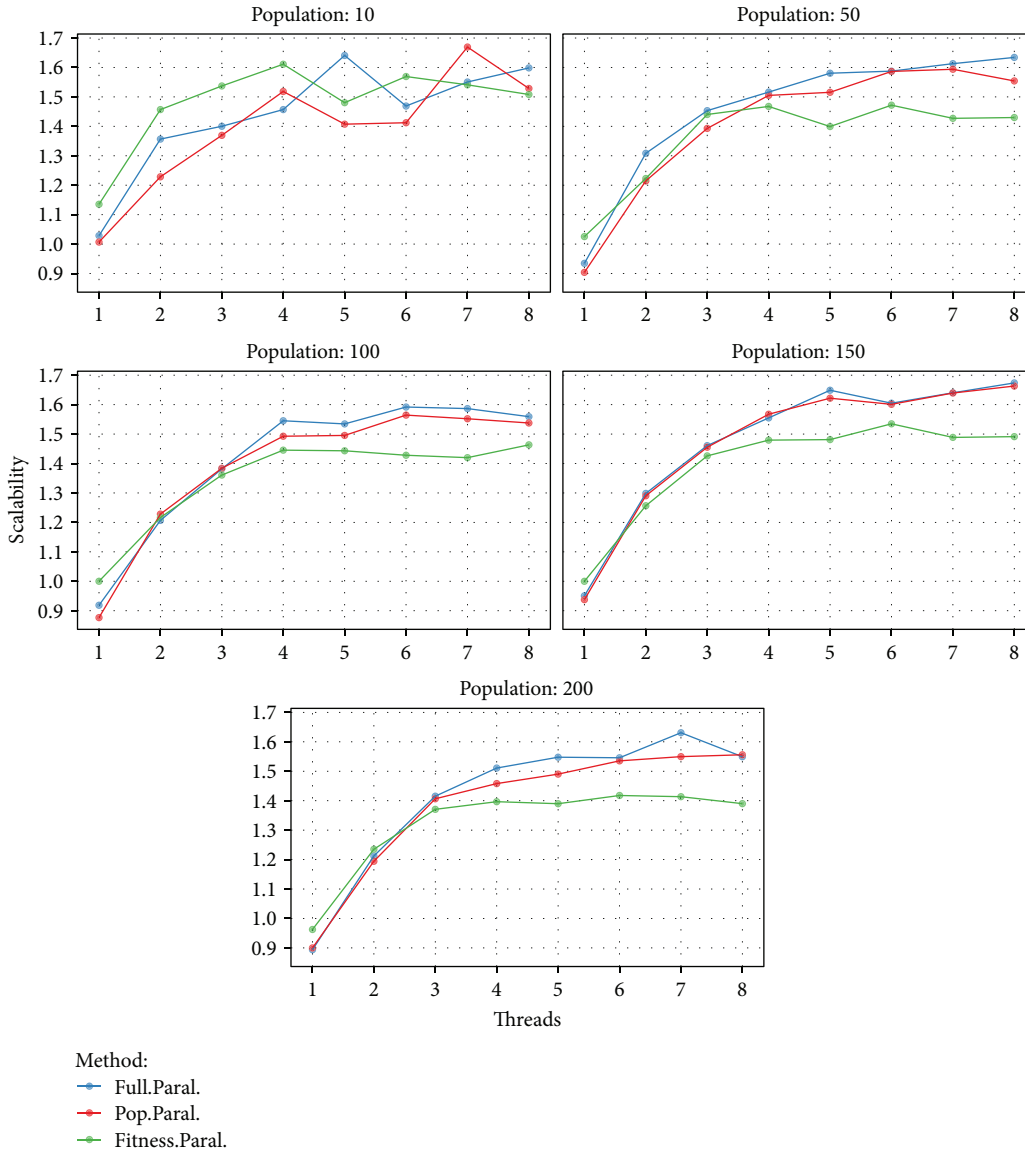 Population: 10
1.7
1.6
1.5
1.4
1.3
1.2
1.1
1.0
0.9
1 2 3 4 5 6 7 8
Population: 50
1 2 3 4 5 6 7 8
Scalability
Population: 100
1.7
1.6
1.5
1.4
1.3
1.2
1.1
1.0
0.9
1 2 3 4 5 6 7 8
Population: 150
1 2 3 4 5 6 7 8
Population: 200
1.7
1.6
1.5
1.4
1.3
1.2
1.1
1.0
0.9
1 2 3 4 5 6 7 8
Threads
Method:
Full.Paral.
Pop.Paral.
Fitness.Paral.